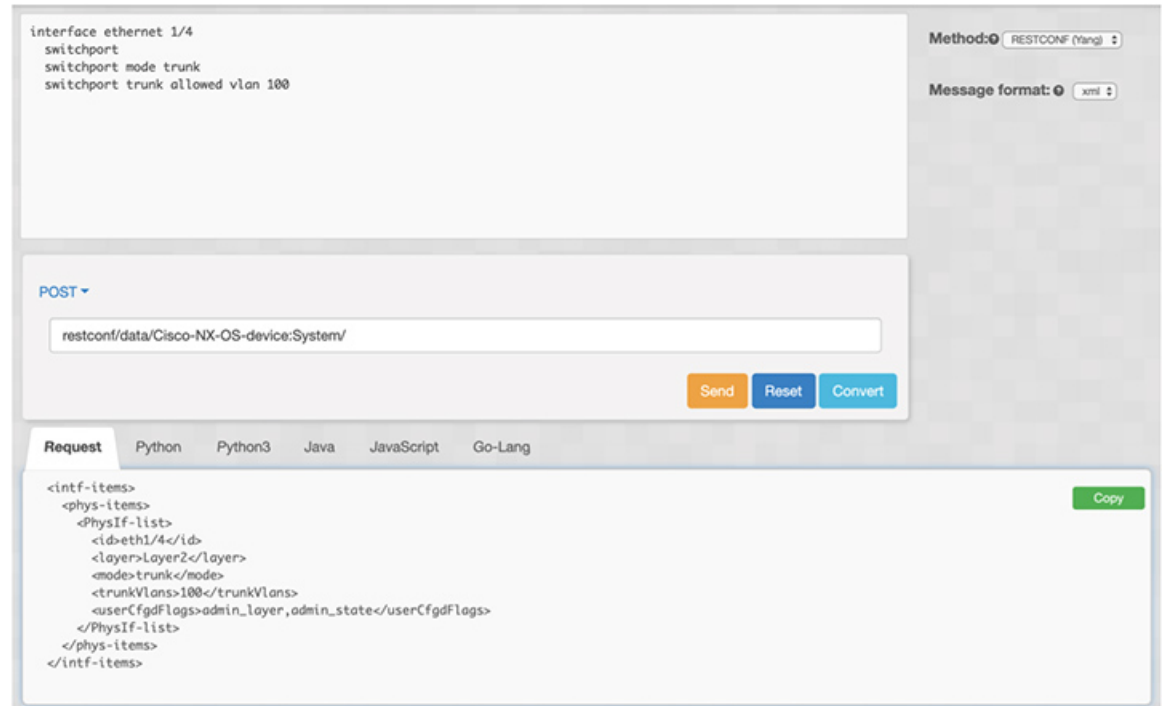 interface ethernet 1/4
switchport
switchport mode trunk
switchport trunk allowed vlan 100
Method: RESTCONF (Yang)
Message format: xml
POST
restconf/data/Cisco-NX-OS-device:System/
Send Reset Convert
Request Python Python3 Java JavaScript Go-Lang
Copy
<intf-items>
<phys-items>
<PhysIf-list>
<id>eth1/4</id>
<layer>Layer2</layer>
<mode>trunk</mode>
<trunkVlans>100</trunkVlans>
<userCfgdFlags>admin_layer,admin_state</userCfgdFlags>
</PhysIf-list>
</phys-items>
</intf-items>